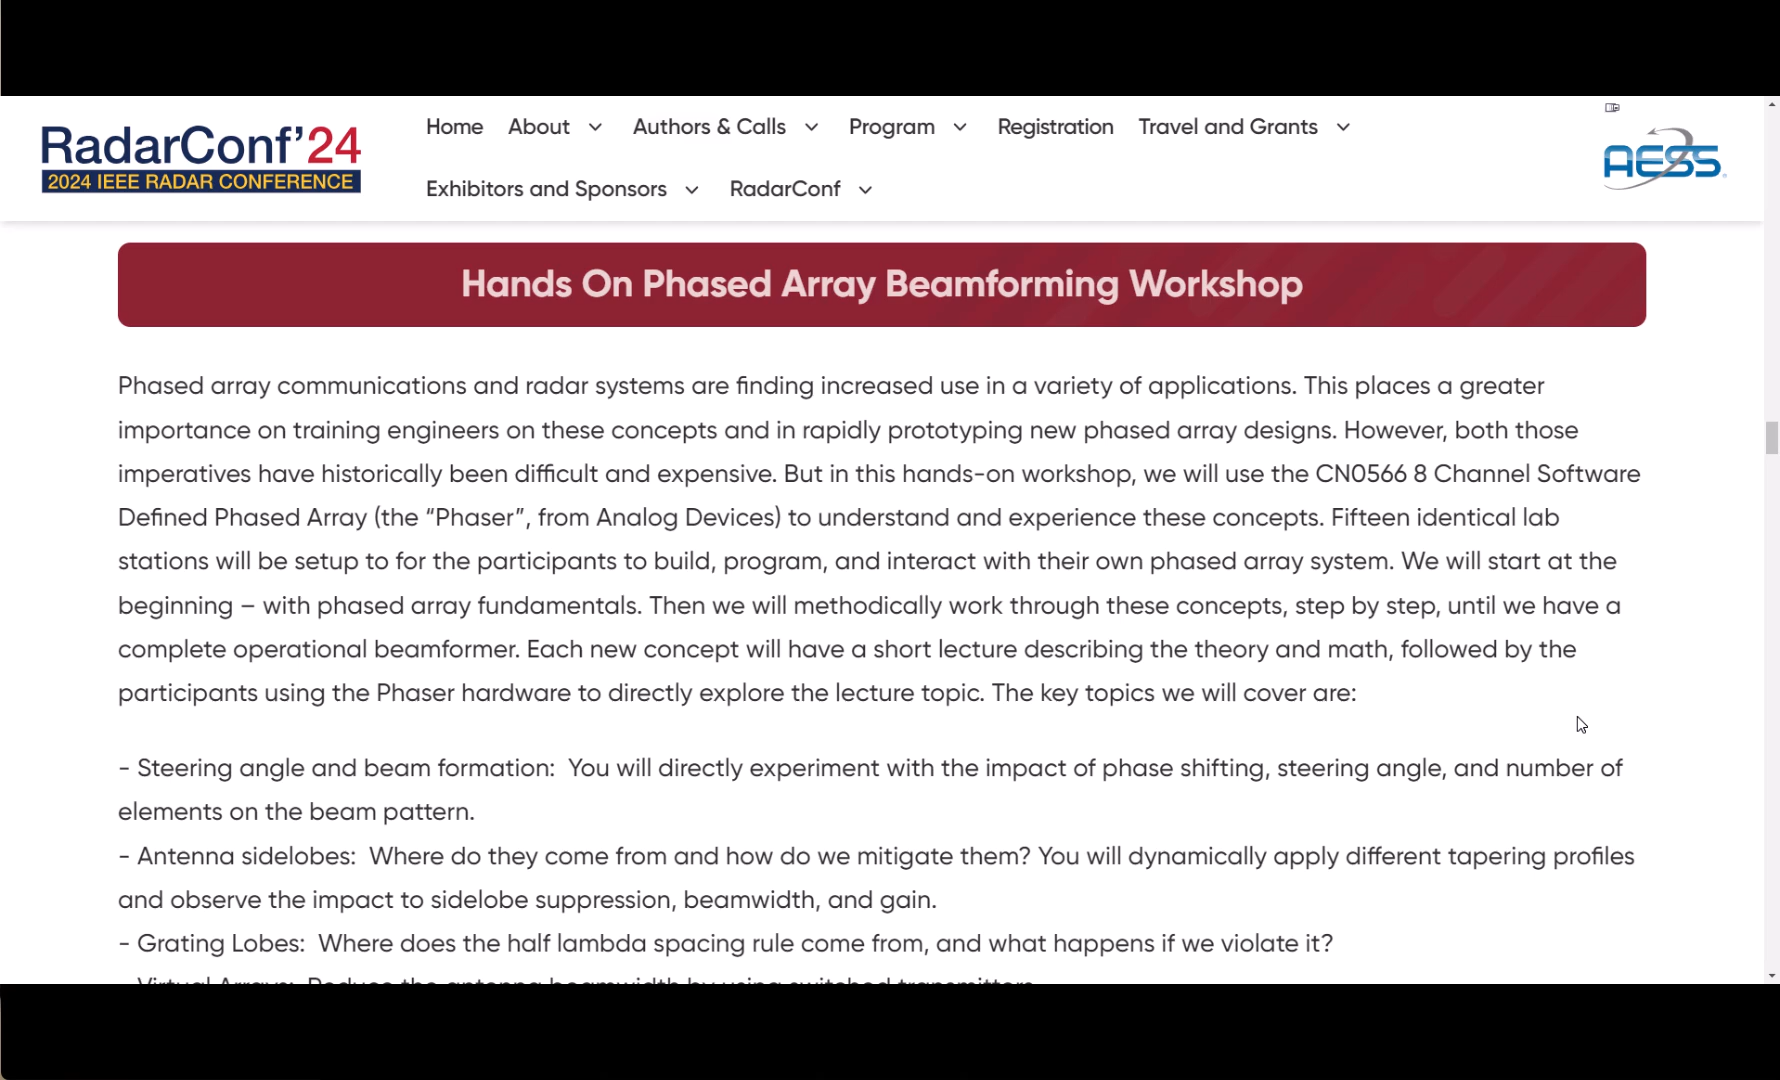 RadarConf'24
2024 IEEE RADAR CONFERENCE
Home About Authors & Calls Program Registration Travel and Grants
Exhibitors and Sponsors RadarConf
AESS
Hands On Phased Array Beamforming Workshop
Phased array communications and radar systems are finding increased use in a variety of applications. This places a greater
importance on training engineers on these concepts and in rapidly prototyping new phased array designs. However, both those
imperatives have historically been difficult and expensive. But in this hands-on workshop, we will use the CN0566 8 Channel Software
Defined Phased Array (the “Phaser”, from Analog Devices) to understand and experience these concepts. Fifteen identical lab
stations will be setup to for the participants to build, program, and interact with their own phased array system. We will start at the
beginning – with phased array fundamentals. Then we will methodically work through these concepts, step by step, until we have a
complete operational beamformer. Each new concept will have a short lecture describing the theory and math, followed by the
participants using the Phaser hardware to directly explore the lecture topic. The key topics we will cover are:
- Steering angle and beam formation: You will directly experiment with the impact of phase shifting, steering angle, and number of
elements on the beam pattern.
- Antenna sidelobes: Where do they come from and how do we mitigate them? You will dynamically apply different tapering profiles
and observe the impact to sidelobe suppression, beamwidth, and gain.
- Grating Lobes: Where does the half lambda spacing rule come from, and what happens if we violate it?
- Virtual Arrays: Reduce the antenna beamwidth by using switched transmitters